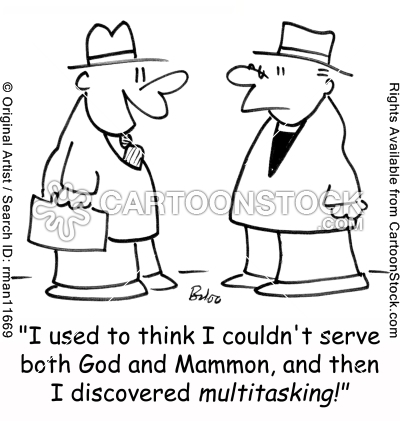 © Original Artist / Search ID: rman11669
Rights Available from CartoonStock.com
CARTOONSTOCK
.com
Baloo
"I used to think I couldn't serve
both God and Mammon, and then
I discovered multitasking!"